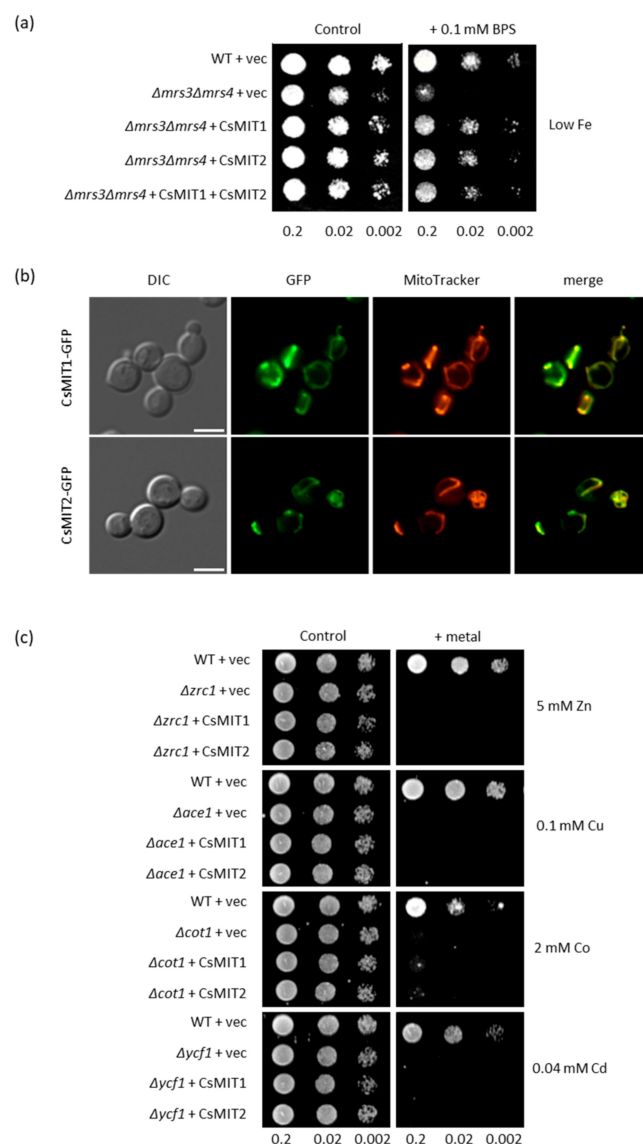 (a)
Control
+ 0.1 mM BPS
WT + vec
Δmrs3Δmrs4 + vec
Δmrs3Δmrs4 + CsMIT1
Δmrs3Δmrs4 + CsMIT2
Δmrs3Δmrs4 + CsMIT1 + CsMIT2
Low Fe
0.2 0.02 0.002 0.2 0.02 0.002
(b)
DIC GFP MitoTracker merge
CsMIT1-GFP
CsMIT2-GFP
(c)
Control + metal
WT + vec
Δzrc1 + vec
Δzrc1 + CsMIT1
Δzrc1 + CsMIT2
5 mM Zn
WT + vec
Δace1 + vec
Δace1 + CsMIT1
Δace1 + CsMIT2
0.1 mM Cu
WT + vec
Δcot1 + vec
Δcot1 + CsMIT1
Δcot1 + CsMIT2
2 mM Co
WT + vec
Δycf1 + vec
Δycf1 + CsMIT1
Δycf1 + CsMIT2
0.04 mM Cd
0.2 0.02 0.002 0.2 0.02 0.002